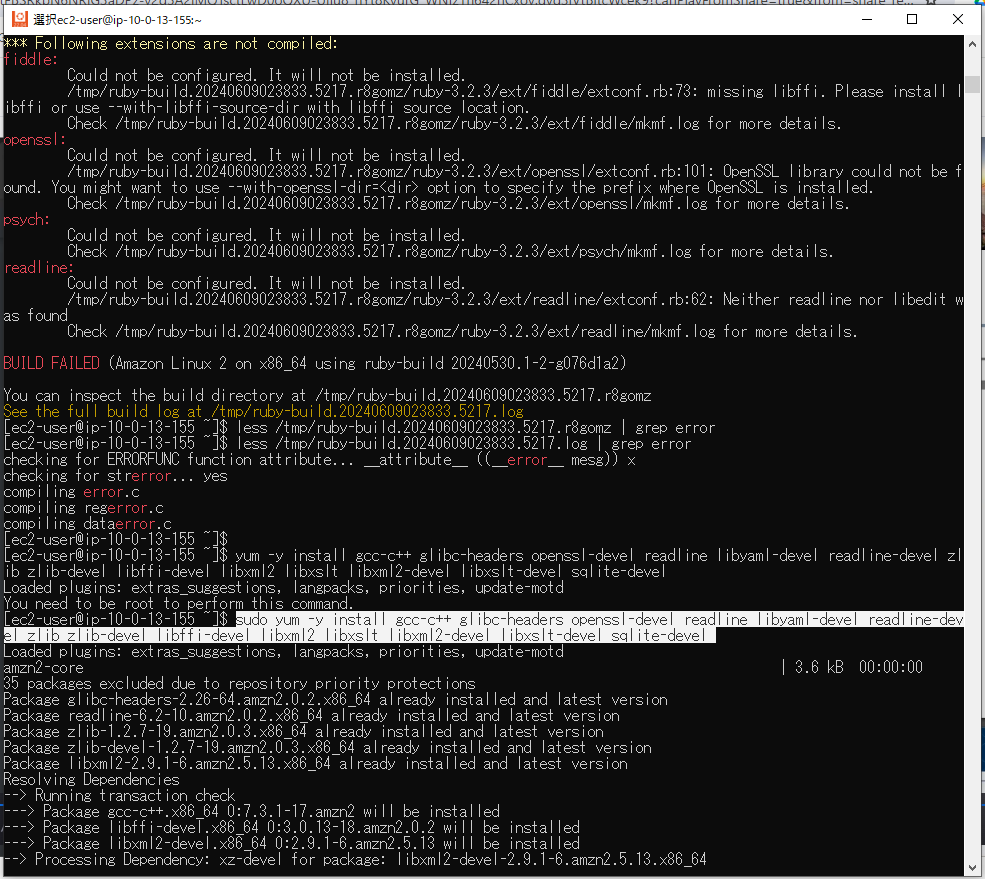 選択ec2-user@ip-10-0-13-155:~
*** Following extensions are not compiled:
fiddle:
Could not be configured. It will not be installed.
/tmp/ruby-build.20240609023833.5217.r8gomz/ruby-3.2.3/ext/fiddle/extconf.rb:73: missing libffi. Please install l
ibffi or use --with-libffi-source-dir with libffi source location.
Check /tmp/ruby-build.20240609023833.5217.r8gomz/ruby-3.2.3/ext/fiddle/mkmf.log for more details.
openssl:
Could not be configured. It will not be installed.
/tmp/ruby-build.20240609023833.5217.r8gomz/ruby-3.2.3/ext/openssl/extconf.rb:101: OpenSSL library could not be f
ound. You might want to use --with-openssl-dir=<dir> option to specify the prefix where OpenSSL is installed.
Check /tmp/ruby-build.20240609023833.5217.r8gomz/ruby-3.2.3/ext/openssl/mkmf.log for more details.
psych:
Could not be configured. It will not be installed.
Check /tmp/ruby-build.20240609023833.5217.r8gomz/ruby-3.2.3/ext/psych/mkmf.log for more details.
readline:
Could not be configured. It will not be installed.
/tmp/ruby-build.20240609023833.5217.r8gomz/ruby-3.2.3/ext/readline/extconf.rb:62: Neither readline nor libedit w
as found
Check /tmp/ruby-build.20240609023833.5217.r8gomz/ruby-3.2.3/ext/readline/mkmf.log for more details.
BUILD FAILED (Amazon Linux 2 on x86_64 using ruby-build 20240530.1-2-g076d1a2)
You can inspect the build directory at /tmp/ruby-build.20240609023833.5217.r8gomz
See the full build log at /tmp/ruby-build.20240609023833.5217.log
[ec2-user@ip-10-0-13-155 ~]$ less /tmp/ruby-build.20240609023833.5217.r8gomz | grep error
[ec2-user@ip-10-0-13-155 ~]$ less /tmp/ruby-build.20240609023833.5217.log | grep error
checking for ERRORFUNC function attribute... __attribute__ ((__error__ mesg)) x
checking for strerror... yes
compiling error.c
compiling regerror.c
compiling dataerror.c
[ec2-user@ip-10-0-13-155 ~]$
[ec2-user@ip-10-0-13-155 ~]$ yum -y install gcc-c++ glibc-headers openssl-devel readline libyaml-devel readline-devel zl
ib zlib-devel libffi-devel libxml2 libxslt libxml2-devel libxslt-devel sqlite-devel
Loaded plugins: extras_suggestions, langpacks, priorities, update-motd
You need to be root to perform this command.
[ec2-user@ip-10-0-13-155 ~]$ sudo yum -y install gcc-c++ glibc-headers openssl-devel readline libyaml-devel readline-dev
el zlib zlib-devel libffi-devel libxml2 libxslt libxml2-devel libxslt-devel sqlite-devel
Loaded plugins: extras_suggestions, langpacks, priorities, update-motd
amzn2-core | 3.6 kB 00:00:00
35 packages excluded due to repository priority protections
Package glibc-headers-2.26-64.amzn2.0.2.x86_64 already installed and latest version
Package readline-6.2-10.amzn2.0.2.x86_64 already installed and latest version
Package zlib-1.2.7-19.amzn2.0.3.x86_64 already installed and latest version
Package zlib-devel-1.2.7-19.amzn2.0.3.x86_64 already installed and latest version
Package libxml2-2.9.1-6.amzn2.5.13.x86_64 already installed and latest version
Resolving Dependencies
--> Running transaction check
---> Package gcc-c++.x86_64 0:7.3.1-17.amzn2 will be installed
---> Package libffi-devel.x86_64 0:3.0.13-18.amzn2.0.2 will be installed
---> Package libxml2-devel.x86_64 0:2.9.1-6.amzn2.5.13 will be installed
--> Processing Dependency: xz-devel for package: libxml2-devel-2.9.1-6.amzn2.5.13.x86_64